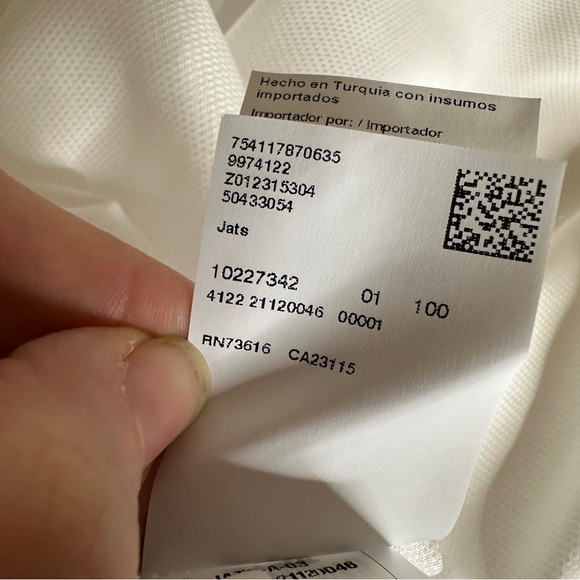 Hecho en Turquia con insumos
importados
Importador por: / Importador
754117870635
9974122
Z012315304
50433054
Jats
10227342 01 100
4122 21120046 00001
RN73616 CA23115
21120046